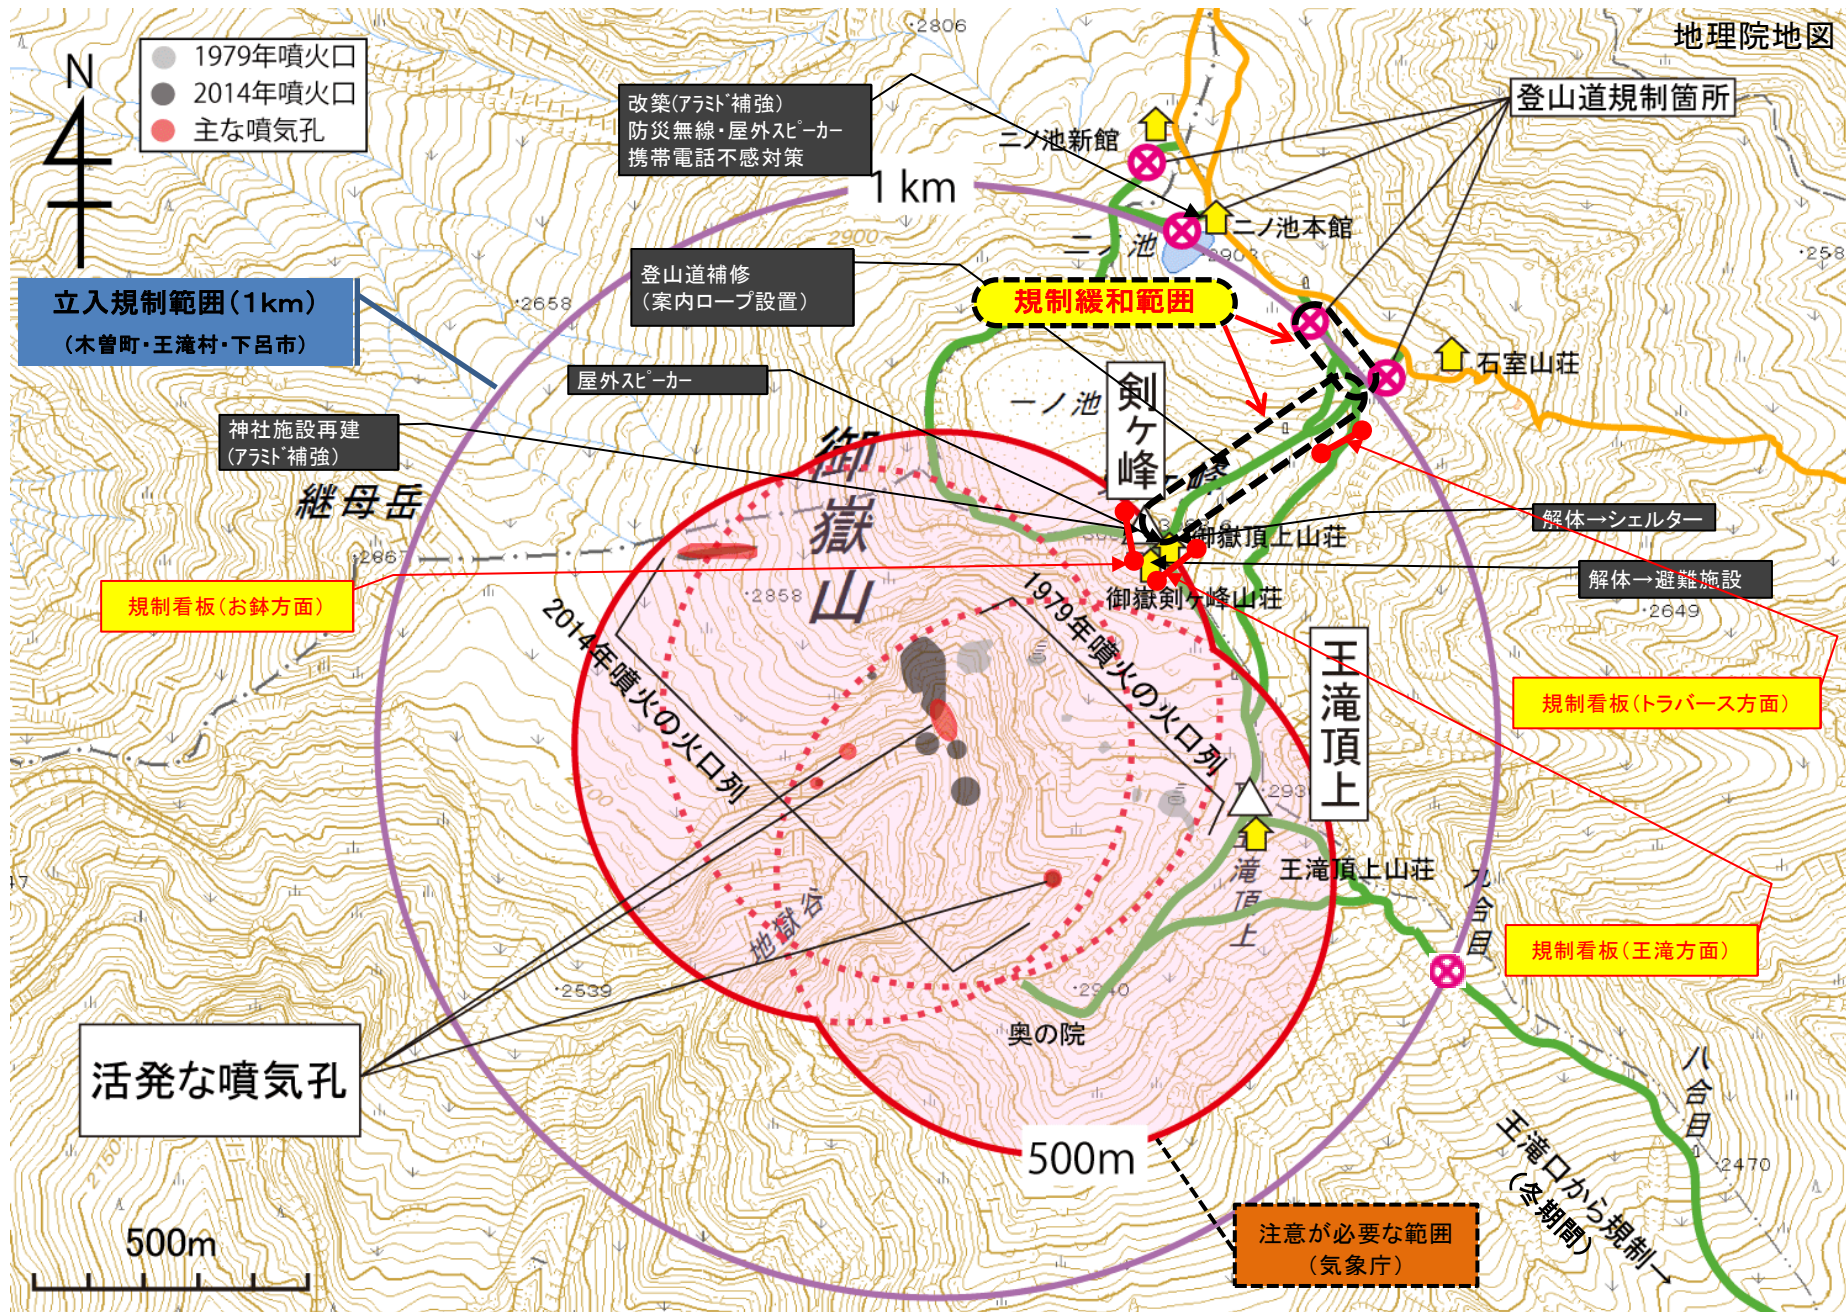 地理院地図
N
1979年噴火口
2014年噴火口
主な噴気孔
2806
改築(アラミド補強)
防災無線・屋外スピーカー
携帯電話不感対策
登山道規制箇所
二ノ池新館
1 km
二ノ池本館
二ノ池
2900
2903
258
立入規制範囲(1km)
(木曽町・王滝村・下呂市)
2658
登山道補修
(案内ロープ設置)
規制緩和範囲
石室山荘
屋外スピーカー
一ノ池
剣ヶ峰
神社施設再建
(アラミド補強)
御嶽山
継母岳
286
解体→シェルター
御嶽頂上山荘
解体→避難施設
規制看板(お鉢方面)
2858
御嶽剣ヶ峰山荘
2649
2014年噴火の火口列
1979年噴火の火口列
王滝頂上
規制看板(トラバース方面)
293
王滝頂上山荘
47
王滝頂上
九合目
地獄谷
規制看板(王滝方面)
2539
2940
奥の院
活発な噴気孔
八合目
500m
2150
2470
王滝口から規制→
(冬期間)
注意が必要な範囲
(気象庁)
500m